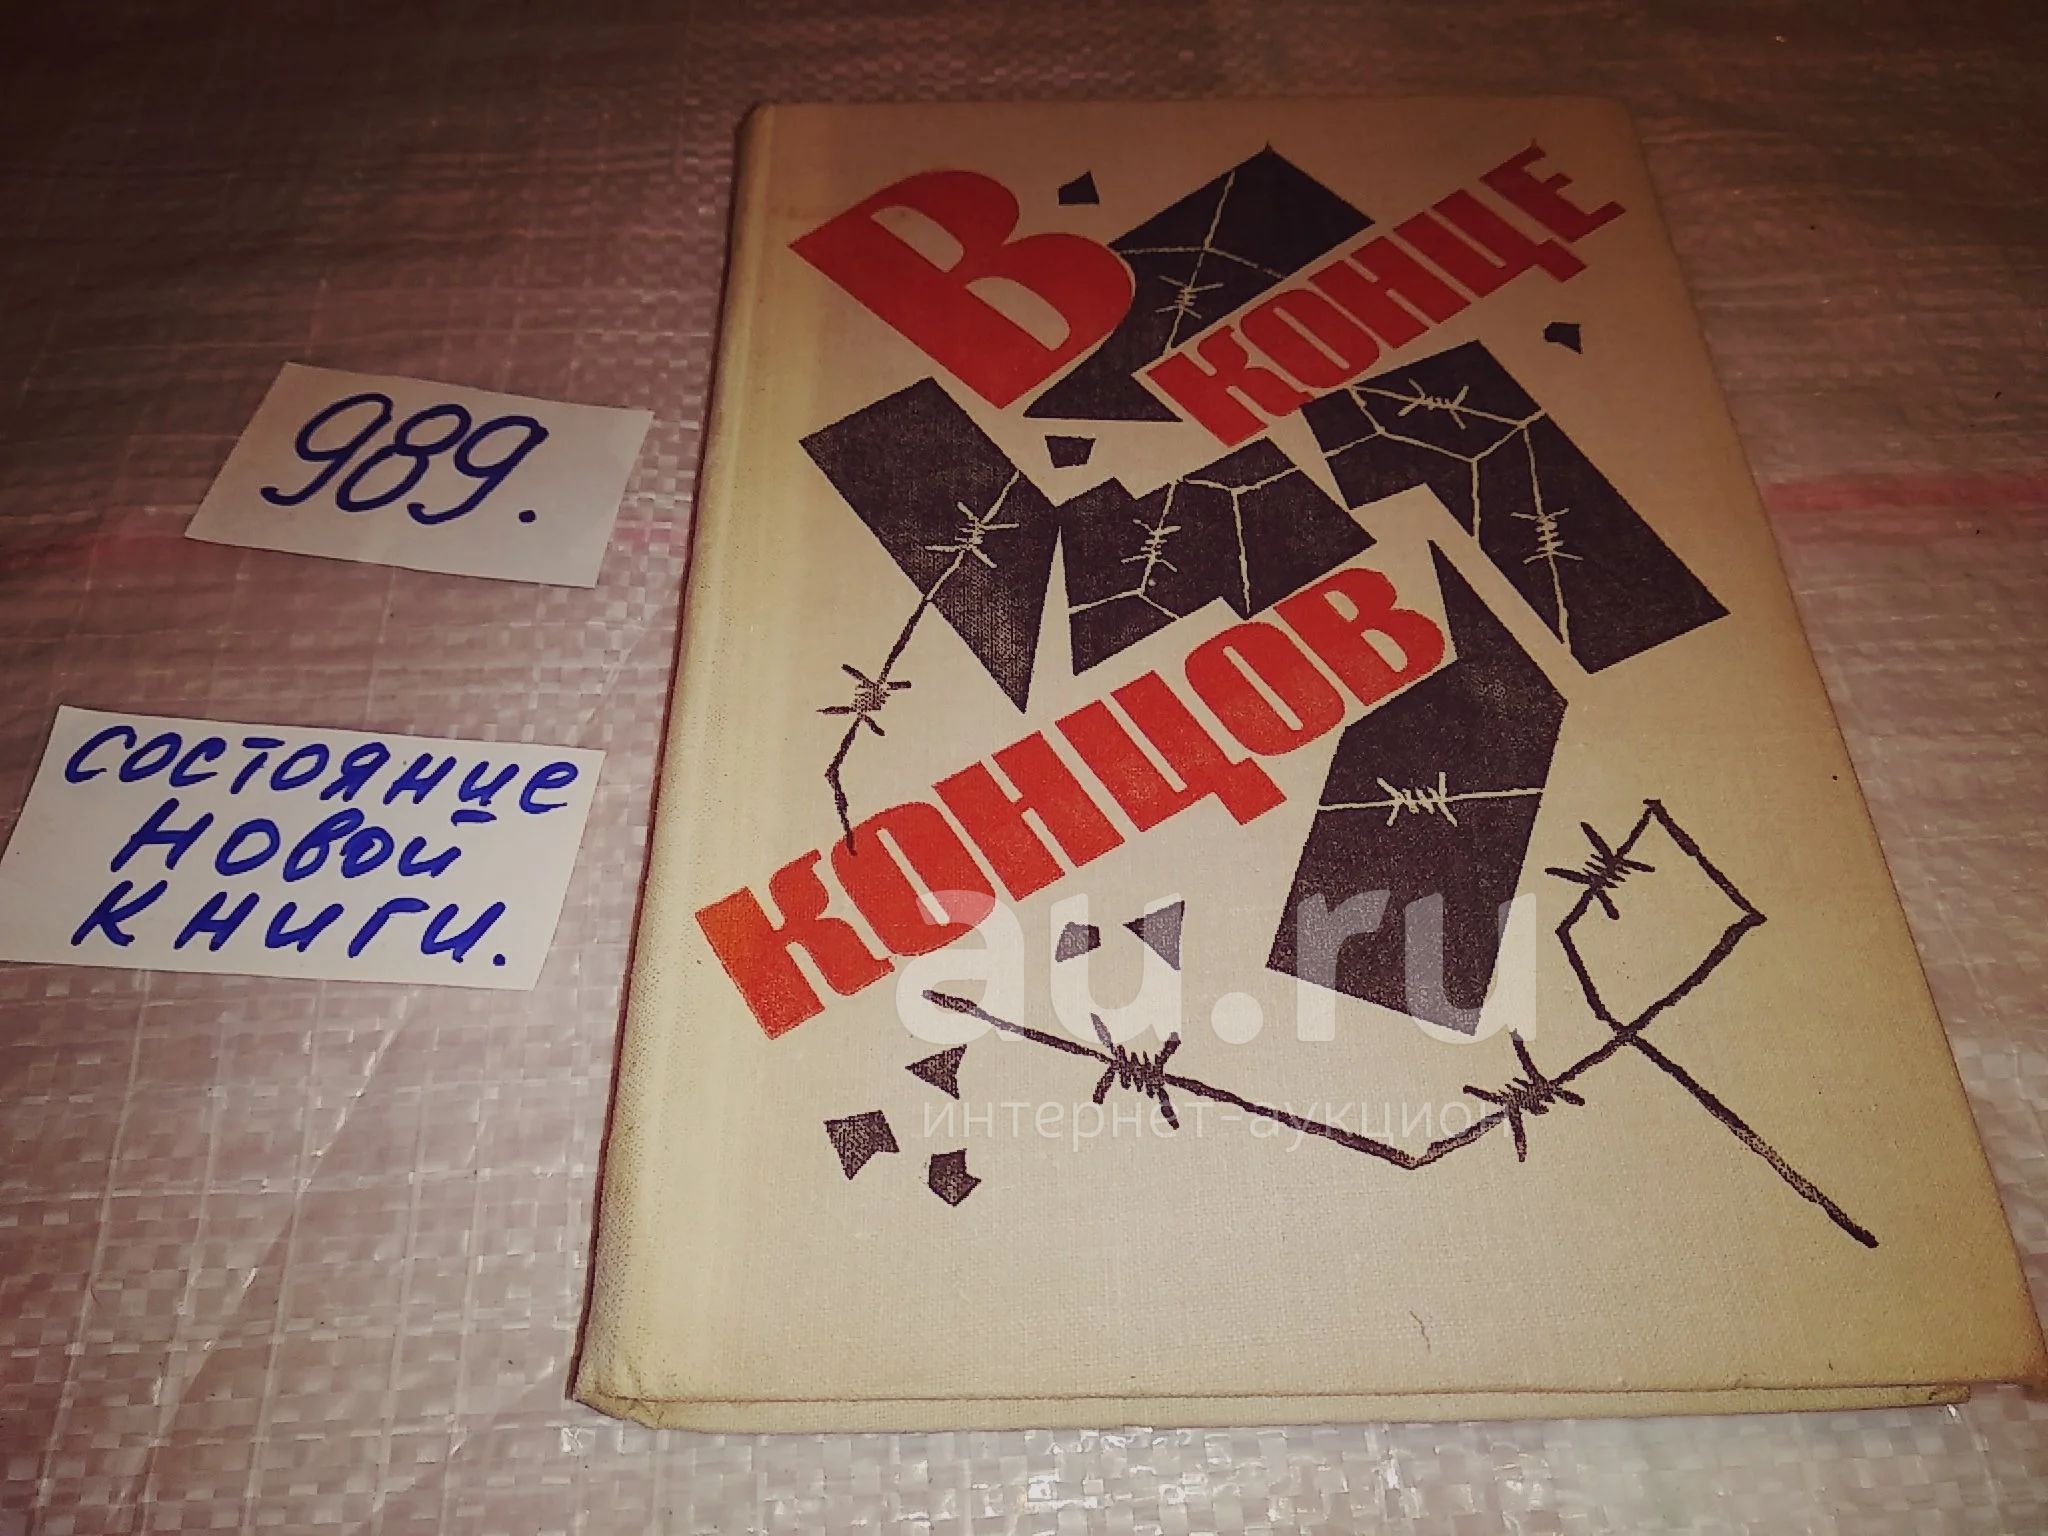 В
КОНЦЕ
КОНЦОВ
989.
состояние
новой
книги.
au.ru
интернет-аукцион